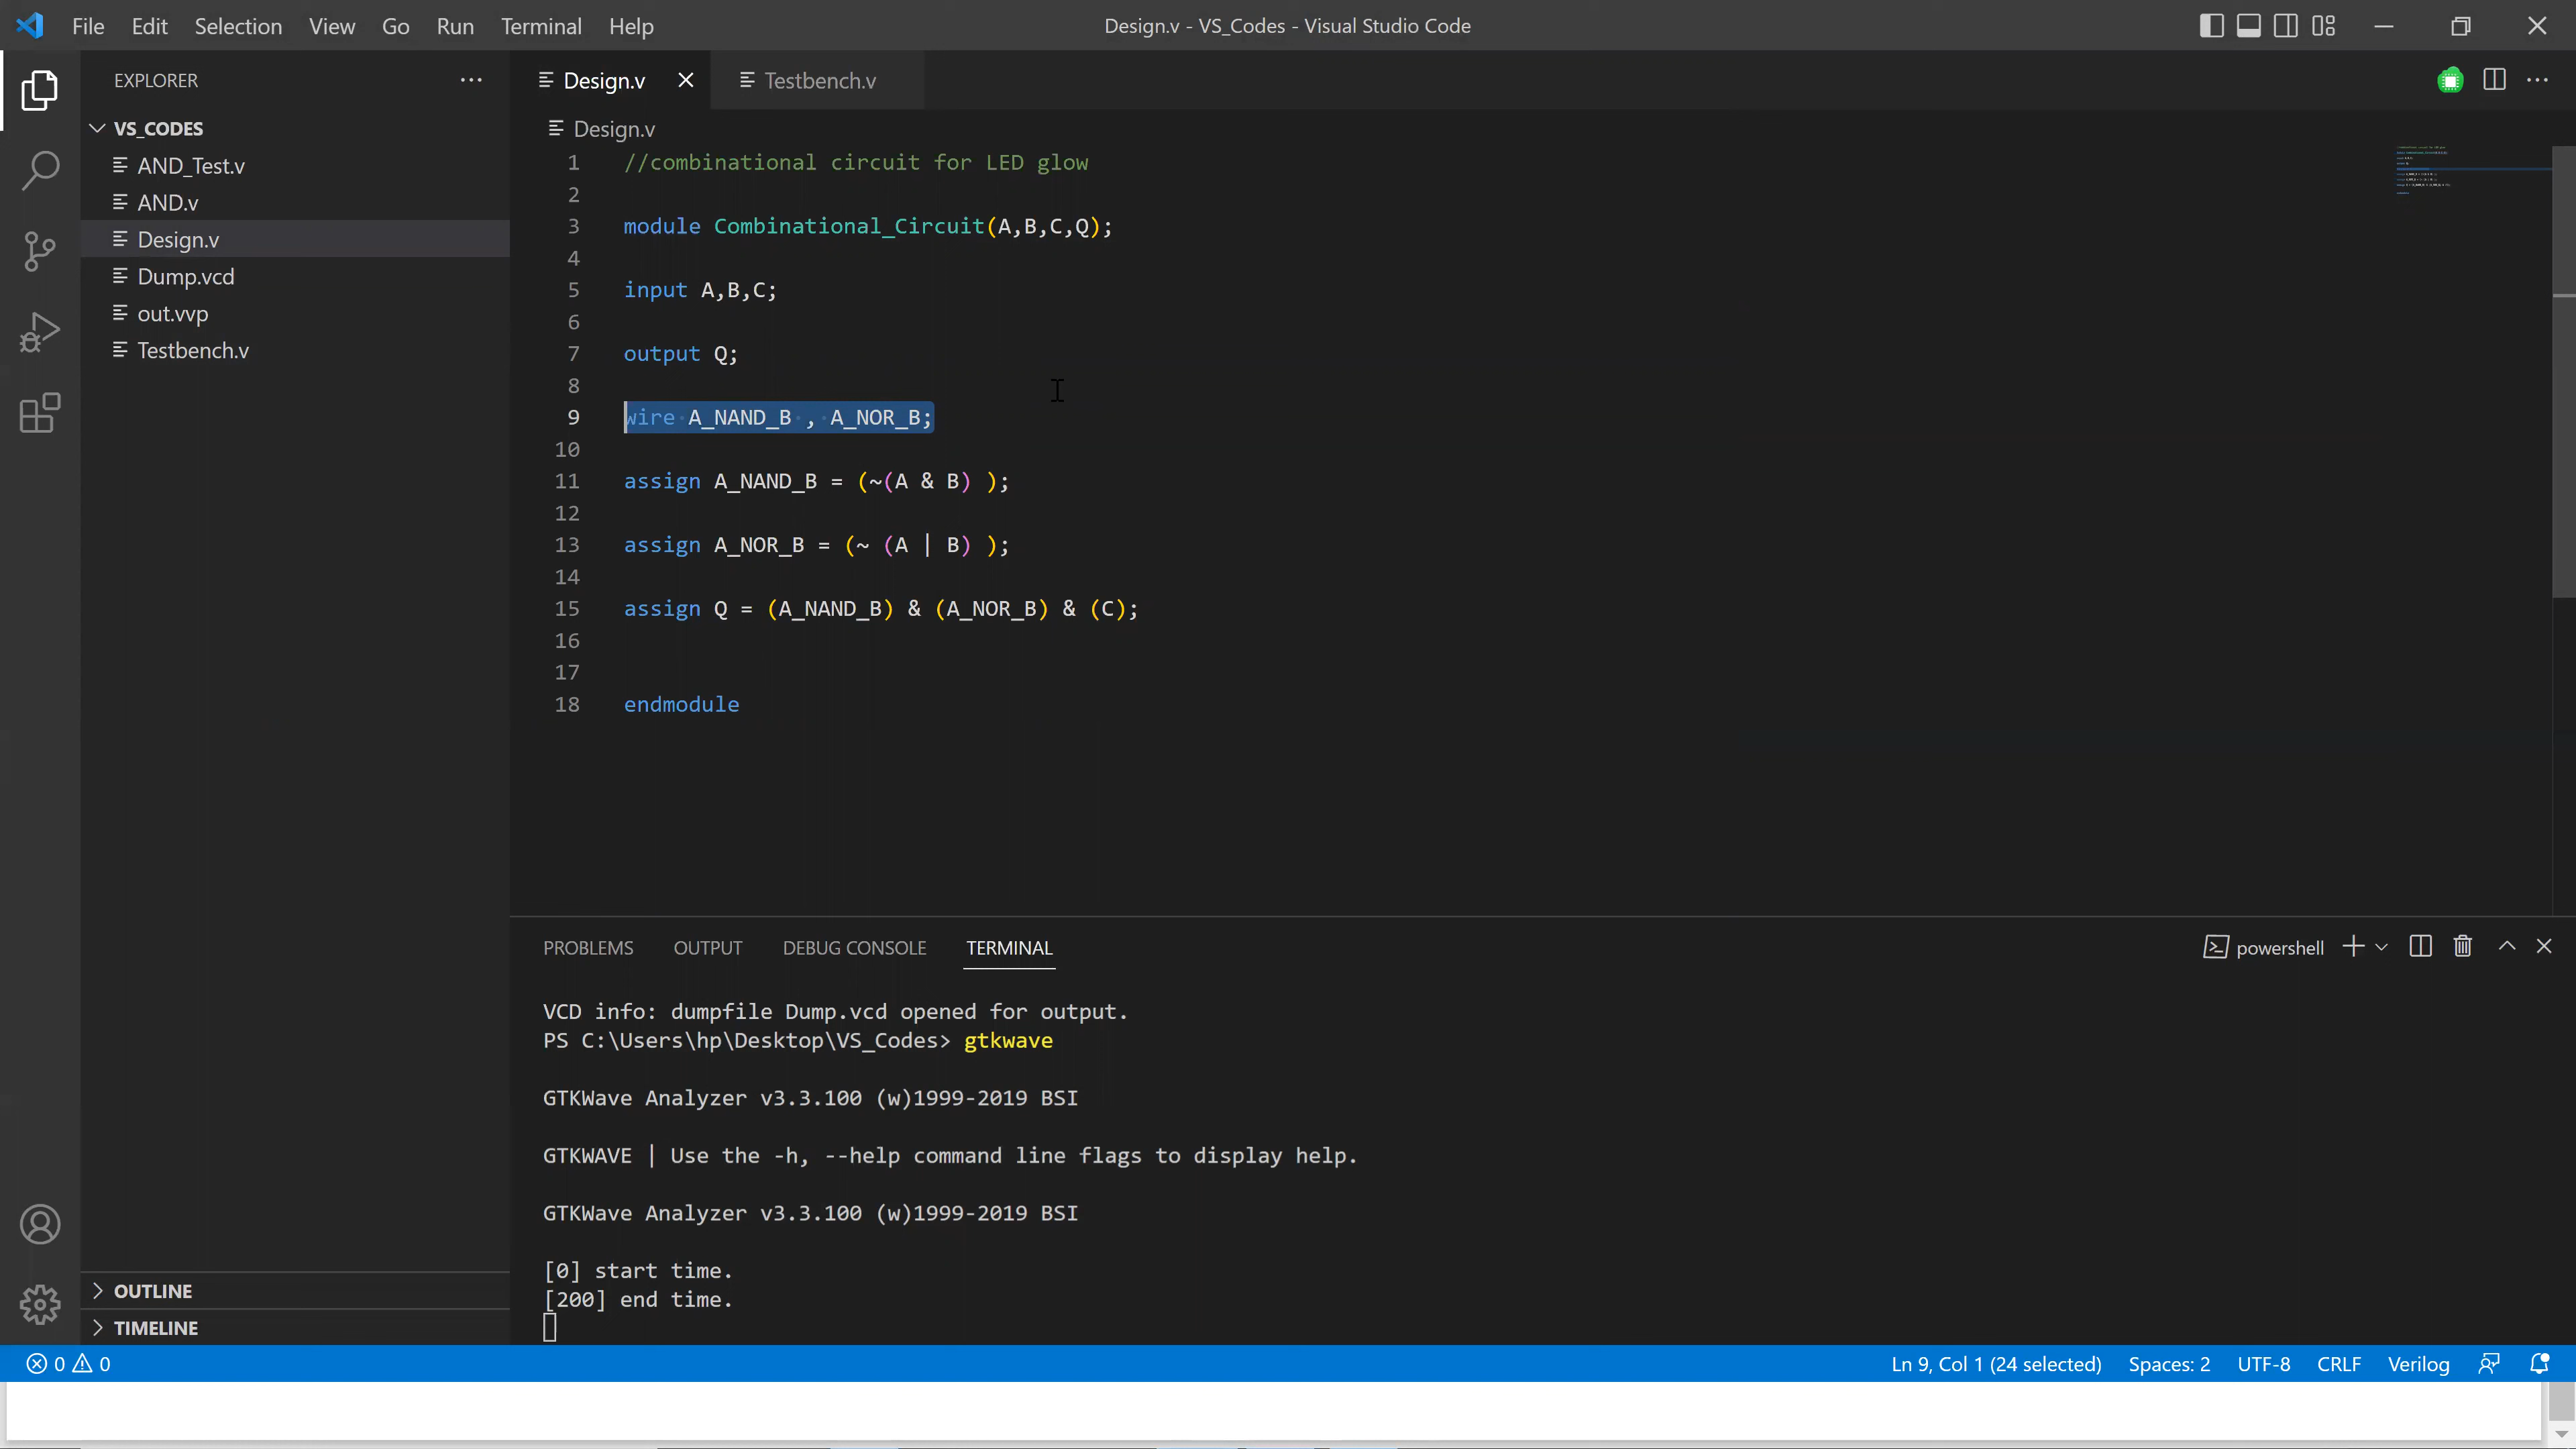 File Edit Selection View Go Run Terminal Help
Design.v - VS_Codes - Visual Studio Code
EXPLORER
VS_CODES
AND_Test.v
AND.v
Design.v
Dump.vcd
out.vvp
Testbench.v
OUTLINE
TIMELINE
Design.v Testbench.v
Design.v
1 //combinational circuit for LED glow
2
3 module Combinational_Circuit(A,B,C,Q);
4
5 input A,B,C;
6
7 output Q;
8
9 wire A_NAND_B , A_NOR_B;
10
11 assign A_NAND_B = (~(A & B) );
12
13 assign A_NOR_B = (~ (A | B) );
14
15 assign Q = (A_NAND_B) & (A_NOR_B) & (C);
16
17
18 endmodule
PROBLEMS OUTPUT DEBUG CONSOLE TERMINAL
powershell
VCD info: dumpfile Dump.vcd opened for output.
PS C:\Users\hp\Desktop\VS_Codes> gtkwave
GTKWave Analyzer v3.3.100 (w)1999-2019 BSI
GTKWAVE | Use the -h, --help command line flags to display help.
GTKWave Analyzer v3.3.100 (w)1999-2019 BSI
[0] start time.
[200] end time.
0 0
Ln 9, Col 1 (24 selected) Spaces: 2 UTF-8 CRLF Verilog